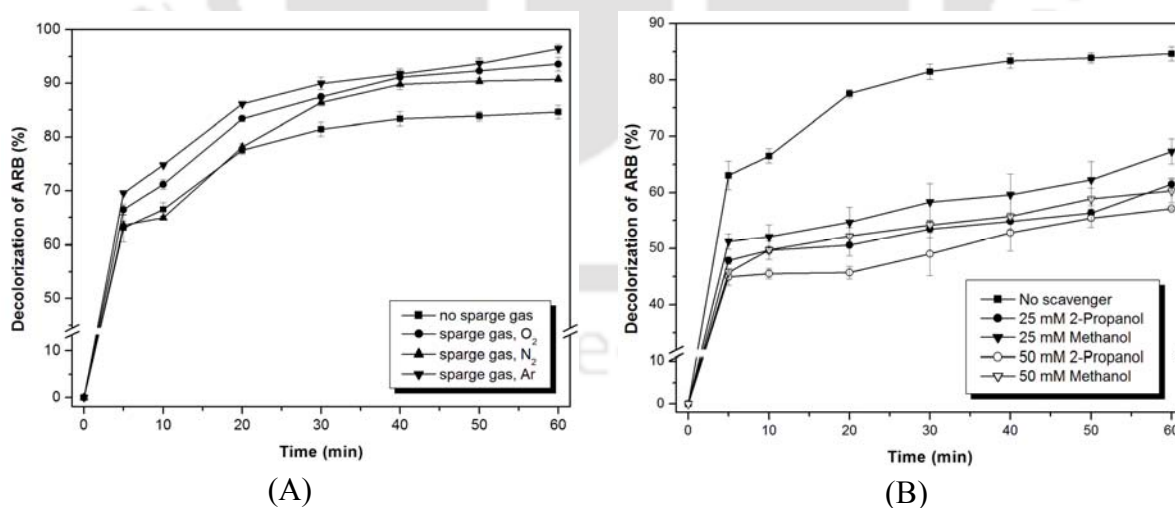 100
90
80
70
60
50
10
0
Decolorization of ARB (%)
no sparge gas
sparge gas, O₂
sparge gas, N₂
sparge gas, Ar
0 10 20 30 40 50 60
Time (min)
(A)
90
80
70
60
50
40
10
0
Decolorization of ARB (%)
No scavenger
25 mM 2-Propanol
25 mM Methanol
50 mM 2-Propanol
50 mM Methanol
0 10 20 30 40 50 60
Time (min)
(B)